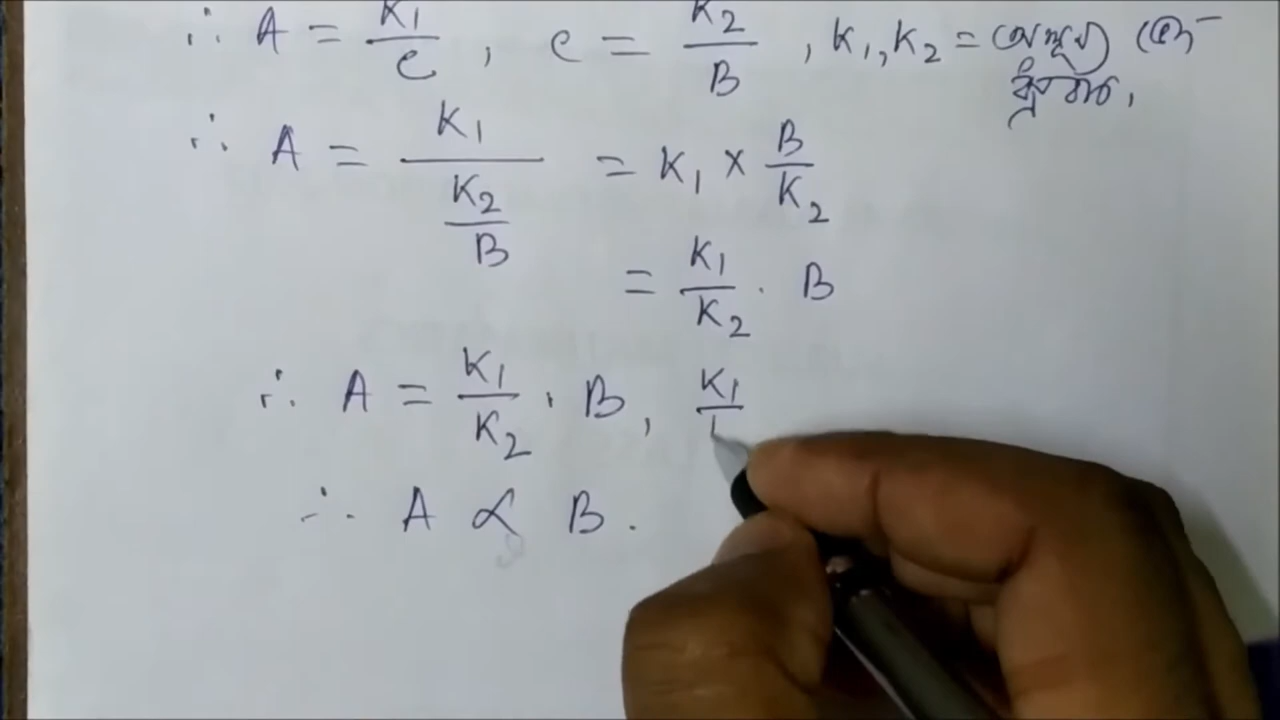 ∴ A = K₁/C , C = K₂/B , K₁,K₂ = অশূন্য ভেদ ধ্রুবক,
∴ A = K₁/(K₂/B) = K₁ × B/K₂
= K₁/K₂ . B
∴ A = K₁/K₂ . B , K₁/
∴ A ∝ B .